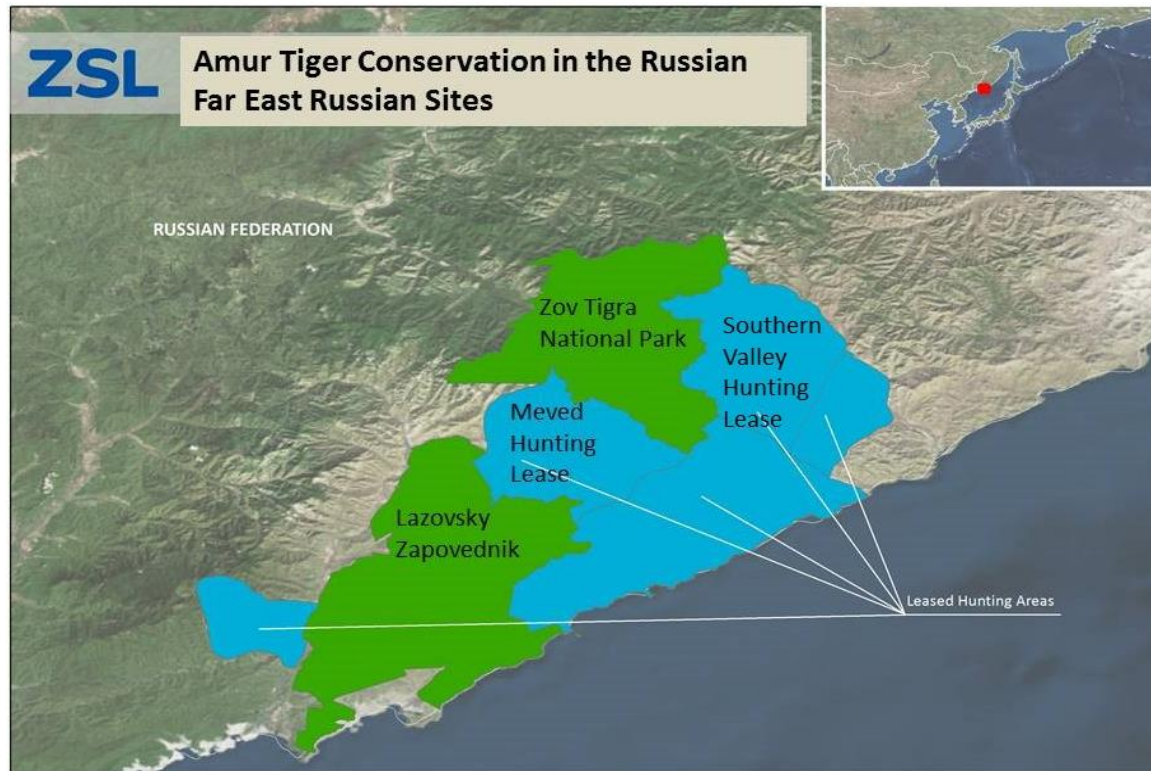 ZSL
Amur Tiger Conservation in the Russian
Far East Russian Sites
RUSSIAN FEDERATION
Zov Tigra
National Park
Southern
Valley
Hunting
Lease
Meved
Hunting
Lease
Lazovsky
Zapovednik
Leased Hunting Areas